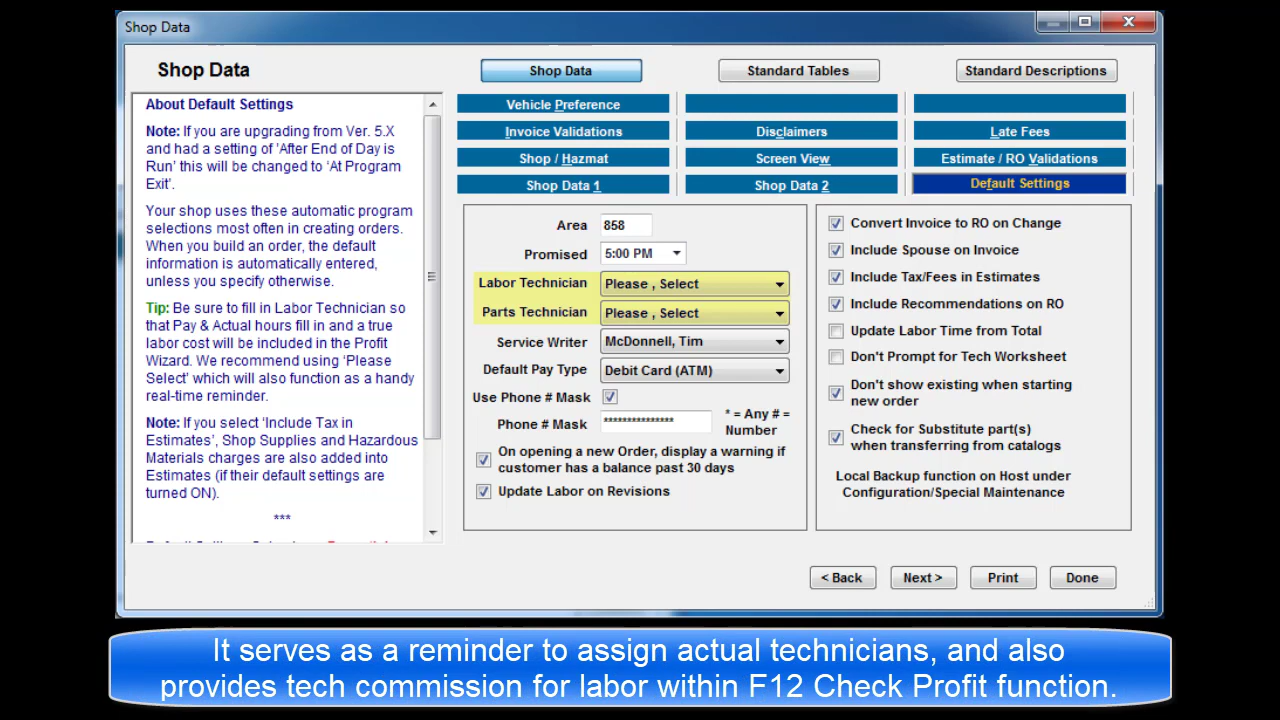 Shop Data
Shop Data
Shop Data
Standard Tables
Standard Descriptions
About Default Settings
Note: If you are upgrading from Ver. 5.X
and had a setting of 'After End of Day is
Run' this will be changed to 'At Program
Exit'.
Your shop uses these automatic program
selections most often in creating orders.
When you build an order, the default
information is automatically entered,
unless you specify otherwise.
Tip: Be sure to fill in Labor Technician so
that Pay & Actual hours fill in and a true
labor cost will be included in the Profit
Wizard. We recommend using 'Please
Select' which will also function as a handy
real-time reminder.
Note: If you select 'Include Tax in
Estimates', Shop Supplies and Hazardous
Materials charges are also added into
Estimates (if their default settings are
turned ON).
***
Vehicle Preference
Invoice Validations
Disclaimers
Late Fees
Shop / Hazmat
Screen View
Estimate / RO Validations
Shop Data 1
Shop Data 2
Default Settings
Area 858
Promised 5:00 PM
Labor Technician Please , Select
Parts Technician Please , Select
Service Writer McDonnell, Tim
Default Pay Type Debit Card (ATM)
Use Phone # Mask
Phone # Mask *************** * = Any # =
Number
On opening a new Order, display a warning if
customer has a balance past 30 days
Update Labor on Revisions
Convert Invoice to RO on Change
Include Spouse on Invoice
Include Tax/Fees in Estimates
Include Recommendations on RO
Update Labor Time from Total
Don't Prompt for Tech Worksheet
Don't show existing when starting
new order
Check for Substitute part(s)
when transferring from catalogs
Local Backup function on Host under
Configuration/Special Maintenance
< Back
Next >
Print
Done
It serves as a reminder to assign actual technicians, and also
provides tech commission for labor within F12 Check Profit function.